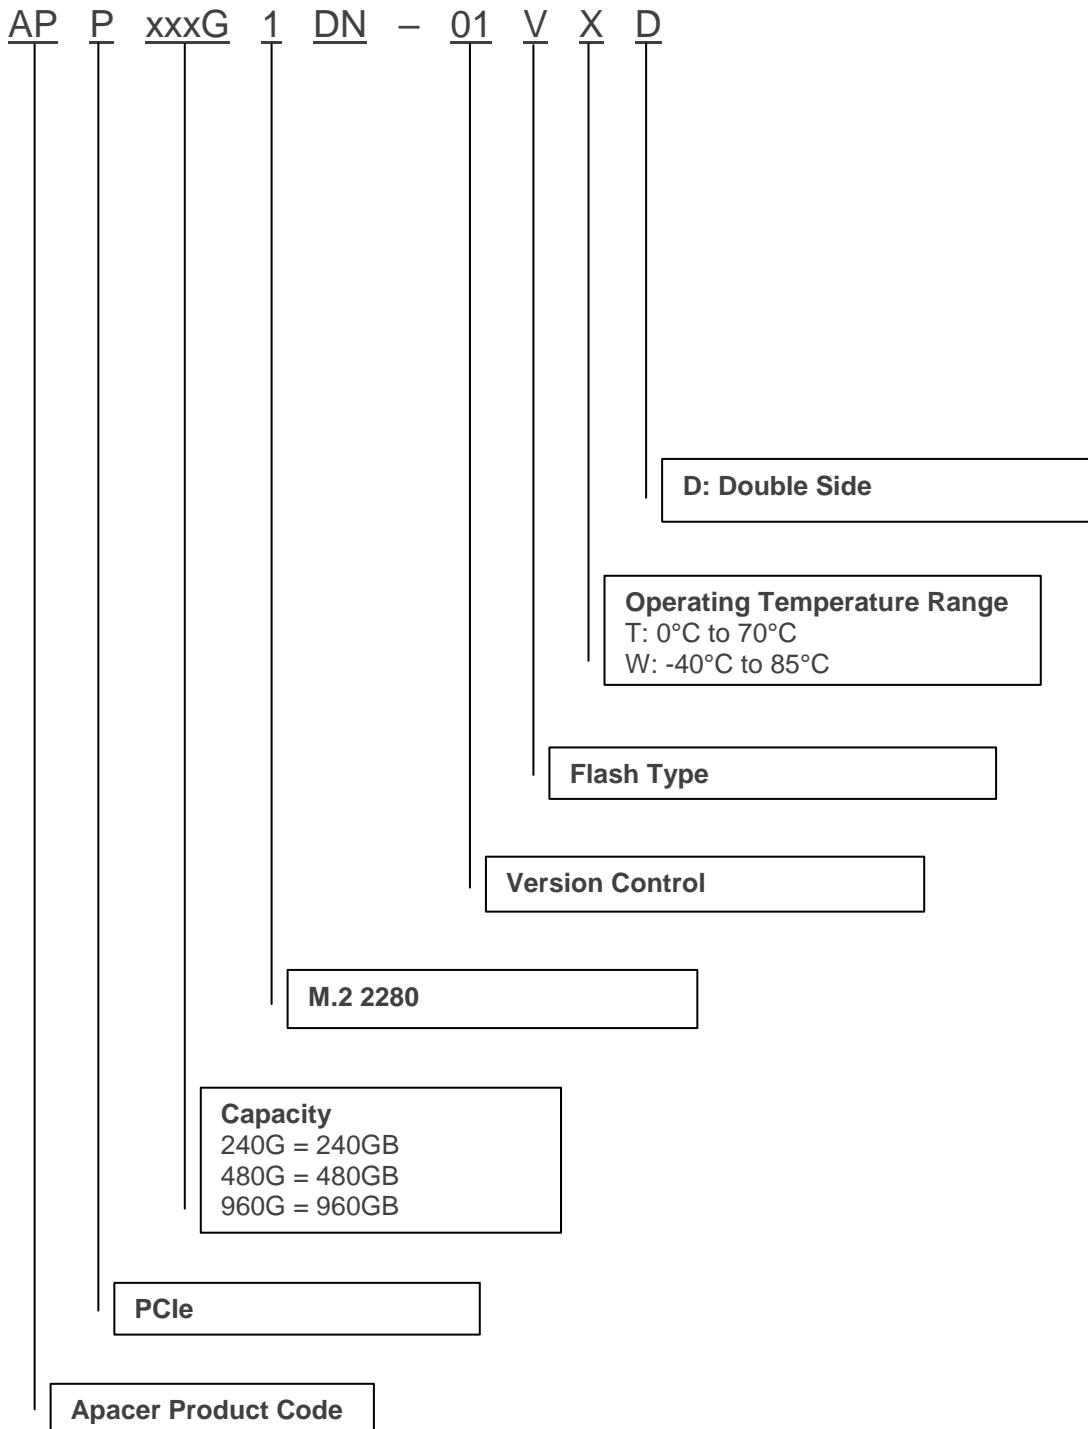 AP P xxxG 1 DN – 01 V X D
D: Double Side
Operating Temperature Range
T: 0°C to 70°C
W: -40°C to 85°C
Flash Type
Version Control
M.2 2280
Capacity
240G = 240GB
480G = 480GB
960G = 960GB
PCIe
Apacer Product Code